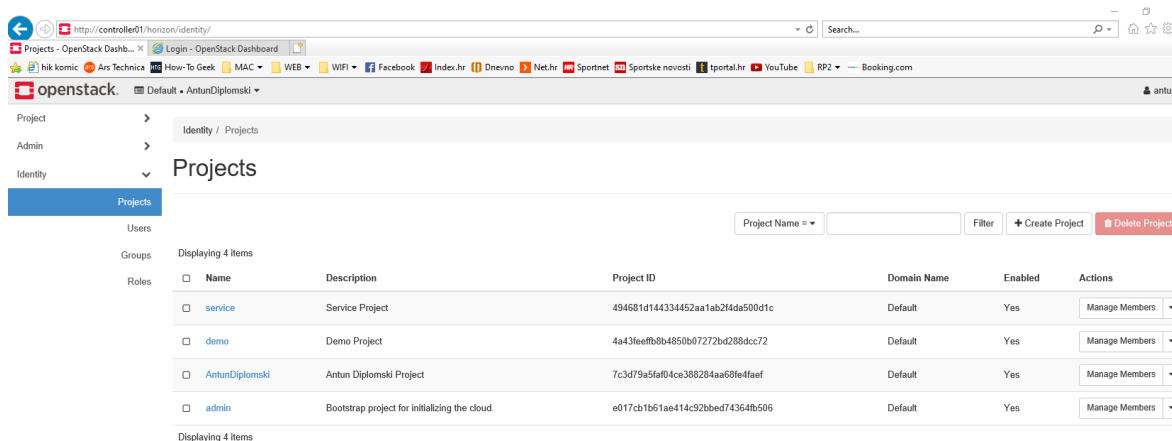 http://controller01/horizon/identity/ Search...
Projects - OpenStack Dashb... Login - OpenStack Dashboard
hik komic Ars Technica How-To Geek MAC WEB WIFI Facebook Index.hr Dnevno Net.hr Sportnet Sportske novosti tportal.hr YouTube RP2 Booking.com
openstack. Default • AntunDiplomski antu
Project
Admin
Identity
Projects
Users
Groups
Roles
Identity / Projects
Projects
Project Name = Filter + Create Project Delete Project
Displaying 4 items
Name Description Project ID Domain Name Enabled Actions
service Service Project 494681d144334452aa1ab2f4da500d1c Default Yes Manage Members
demo Demo Project 4a43feeffb8b4850b07272bd288dcc72 Default Yes Manage Members
AntunDiplomski Antun Diplomski Project 7c3d79a5faf04ce388284aa68fe4faef Default Yes Manage Members
admin Bootstrap project for initializing the cloud. e017cb1b61ae414c92bbed74364fb506 Default Yes Manage Members
Displaying 4 items